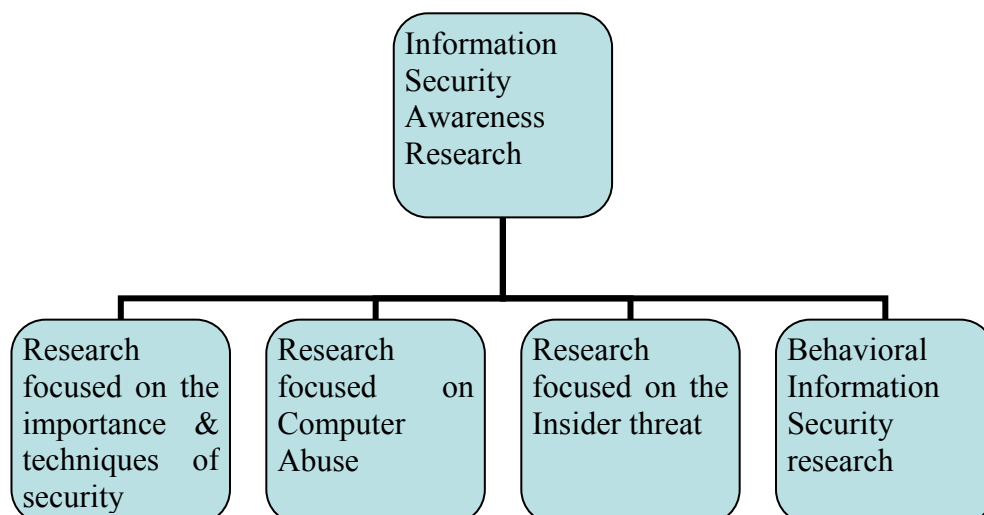 Information
Security
Awareness
Research
Research
focused on the
importance &
techniques of
security
Research
focused on
Computer
Abuse
Research
focused on the
Insider threat
Behavioral
Information
Security
research